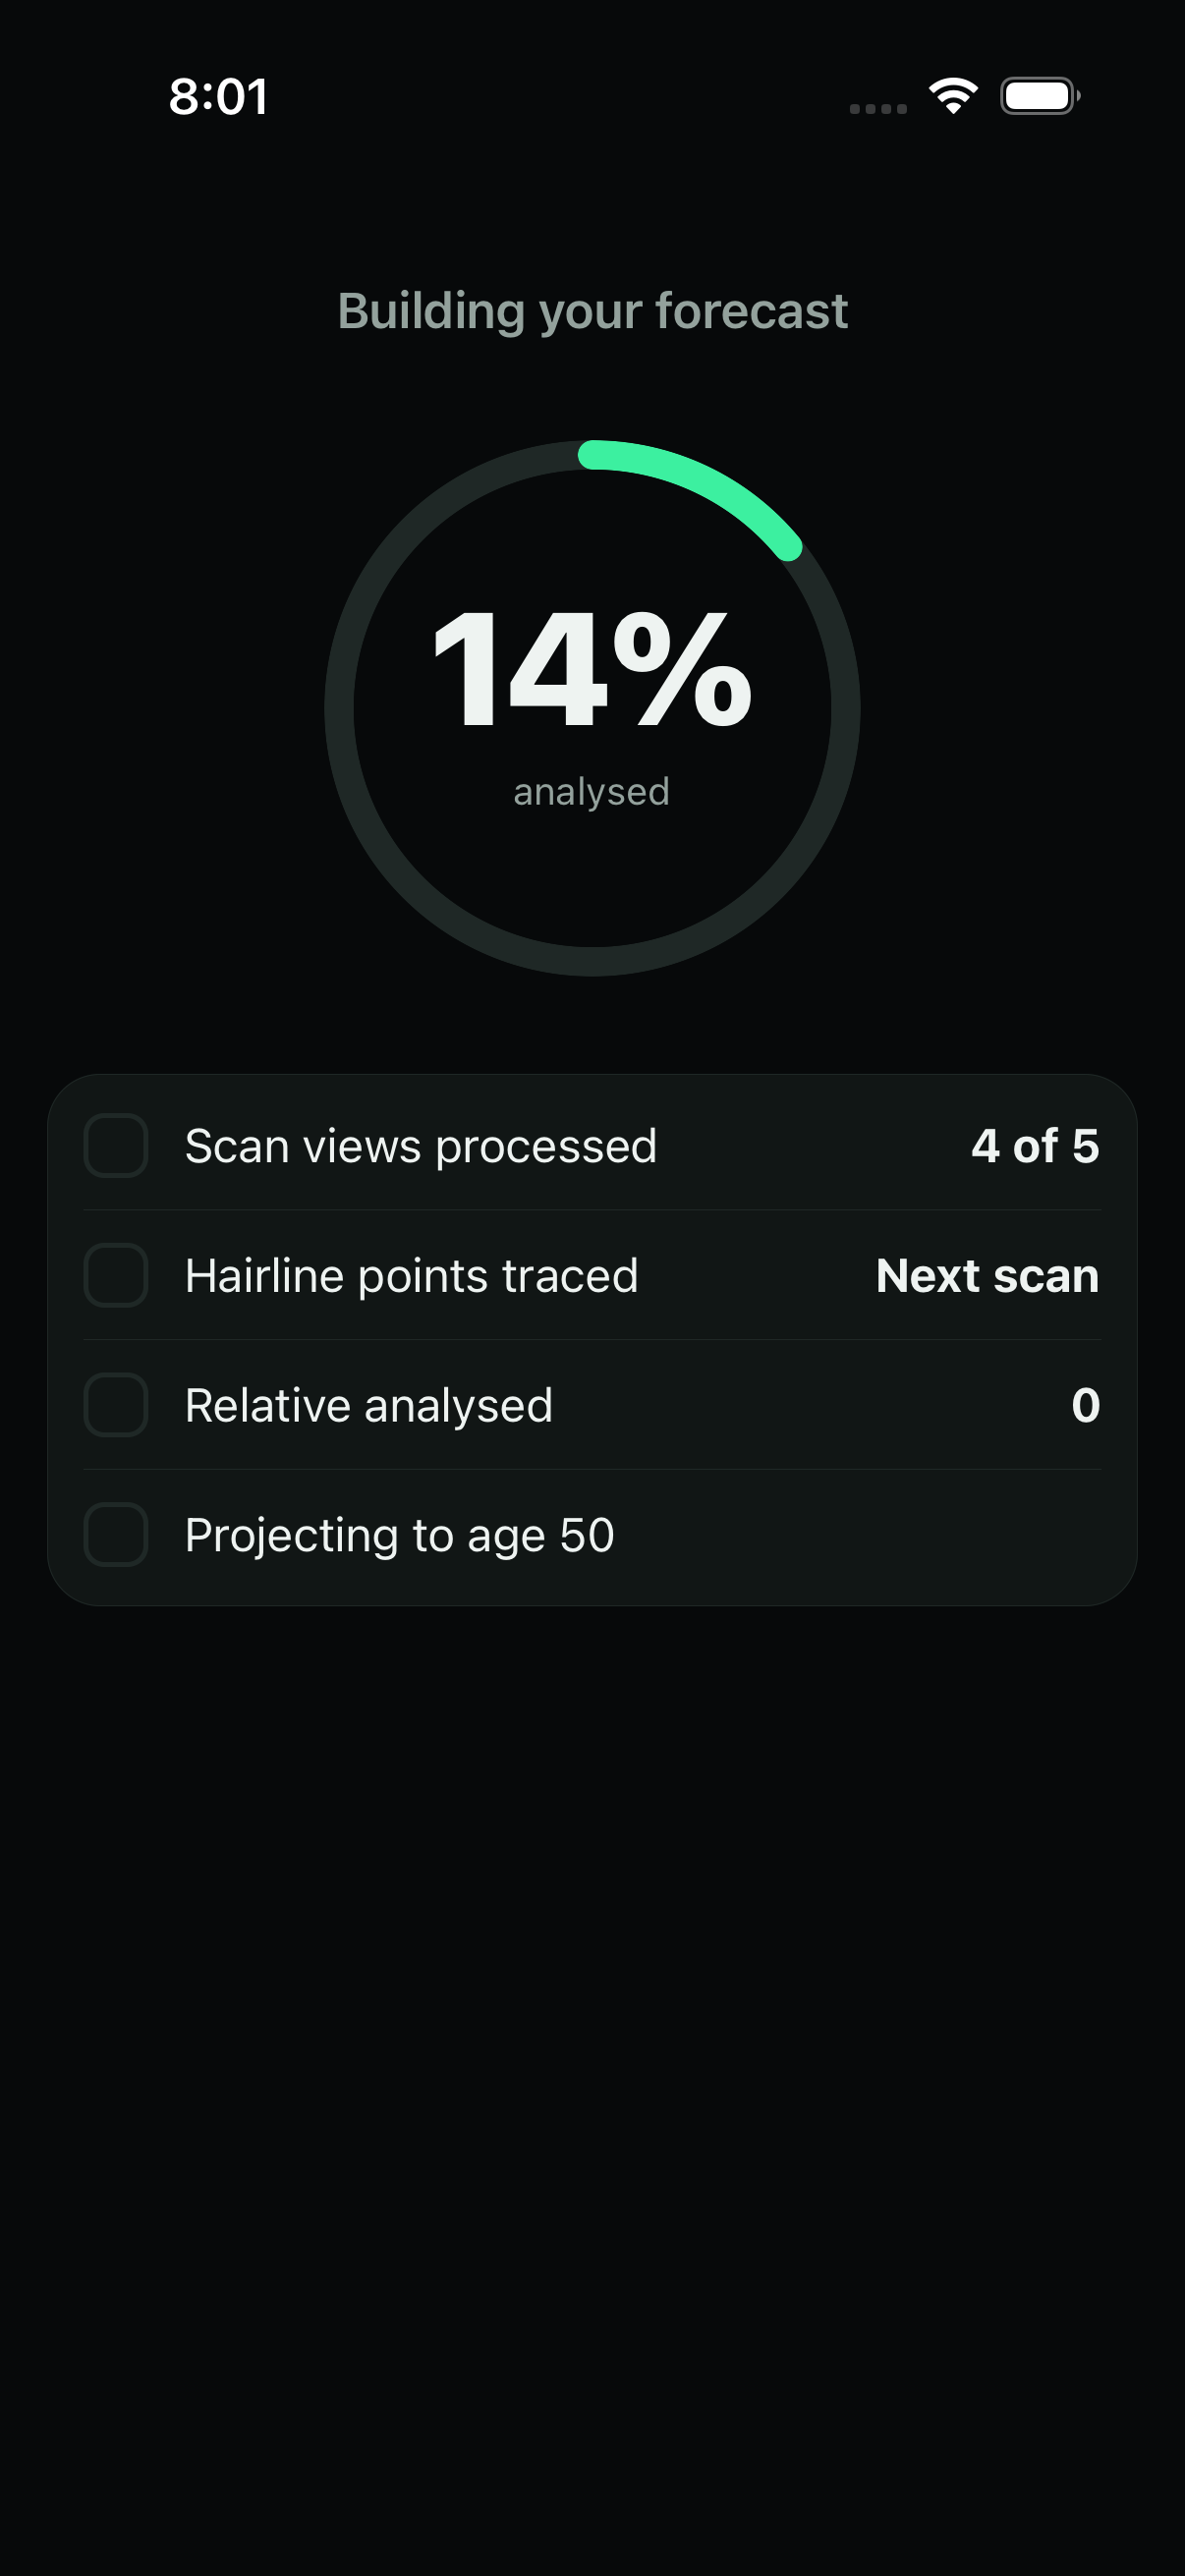 8:01
Building your forecast
14%
analysed
Scan views processed 4 of 5
Hairline points traced Next scan
Relative analysed 0
Projecting to age 50